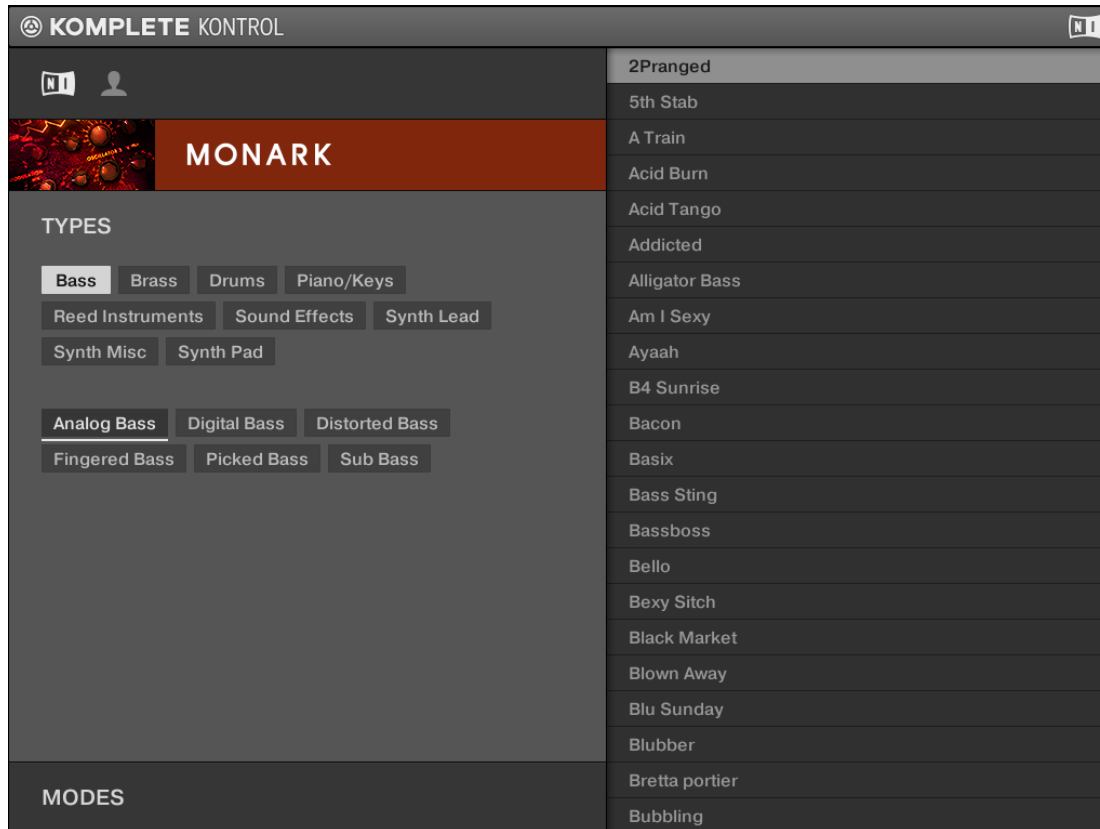 KOMPLETE KONTROL
NI
NI
MONARK
TYPES
Bass Brass Drums Piano/Keys
Reed Instruments Sound Effects Synth Lead
Synth Misc Synth Pad
Analog Bass Digital Bass Distorted Bass
Fingered Bass Picked Bass Sub Bass
MODES
2Pranged
5th Stab
A Train
Acid Burn
Acid Tango
Addicted
Alligator Bass
Am I Sexy
Ayaah
B4 Sunrise
Bacon
Basix
Bass Sting
Bassboss
Bello
Bexy Sitch
Black Market
Blown Away
Blu Sunday
Blubber
Bretta portier
Bubbling